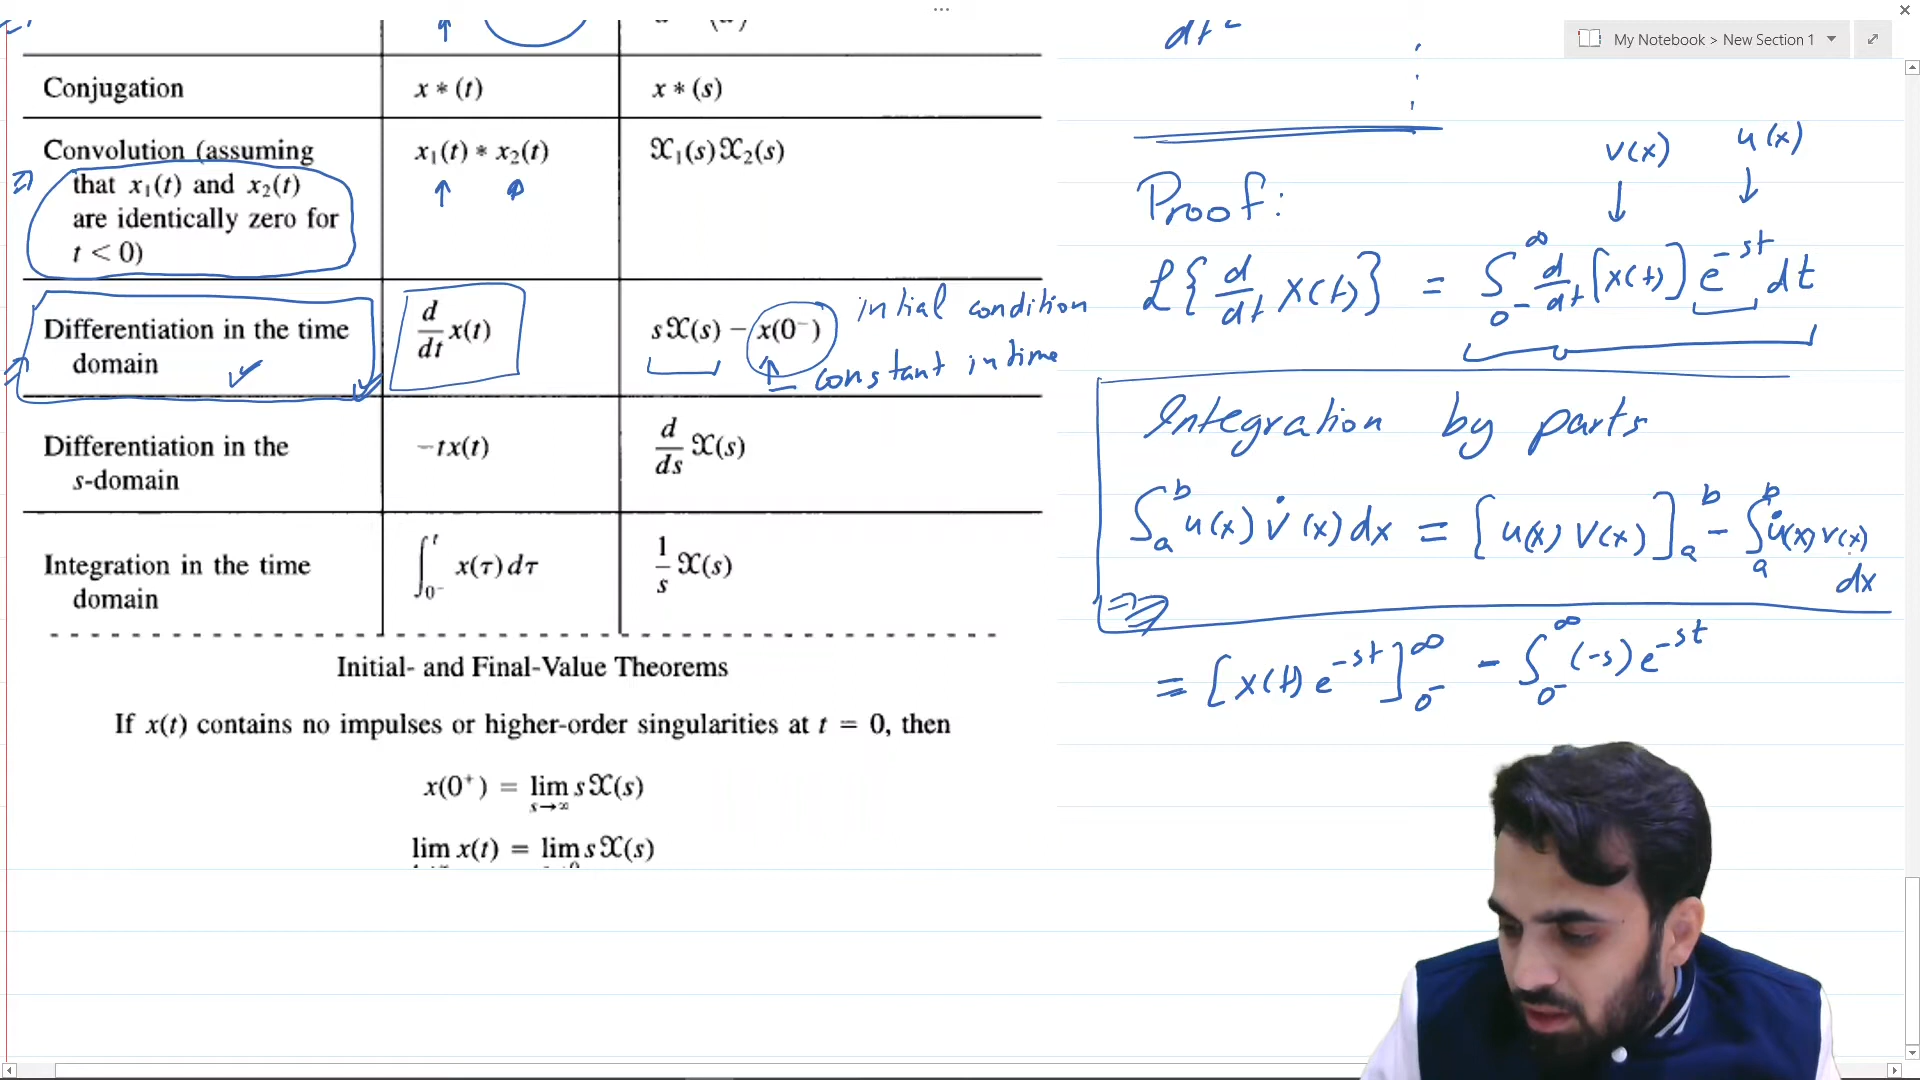 My Notebook > New Section 1
dt²
Conjugation x * (t) x * (s)
Convolution (assuming x₁(t) * x₂(t) 𝒳₁(s)𝒳₂(s)
that x₁(t) and x₂(t)
are identically zero for
t < 0)
Differentiation in the time d/dt x(t) s𝒳(s) − x(0⁻)
domain
initial condition
constant in time
Differentiation in the −tx(t) d/ds 𝒳(s)
s-domain
Integration in the time ∫₀₋ᵗ x(τ) dτ 1/s 𝒳(s)
domain
Initial- and Final-Value Theorems
If x(t) contains no impulses or higher-order singularities at t = 0, then
x(0⁺) = lim s𝒳(s)
s→∞
lim x(t) = lim s𝒳(s)
v(x) u(x)
Proof:
ℒ{d/dt x(t)} = ∫₀₋^∞ d/dt [x(t)] e^−st dt
Integration by parts
∫ₐᵇ u(x) v̇(x) dx = [u(x) v(x)]ₐᵇ − ∫ₐᵇ u̇(x) v(x)
dx
⇒
= [x(t) e^−st]₀₋^∞ − ∫₀₋^∞ (−s) e^−st